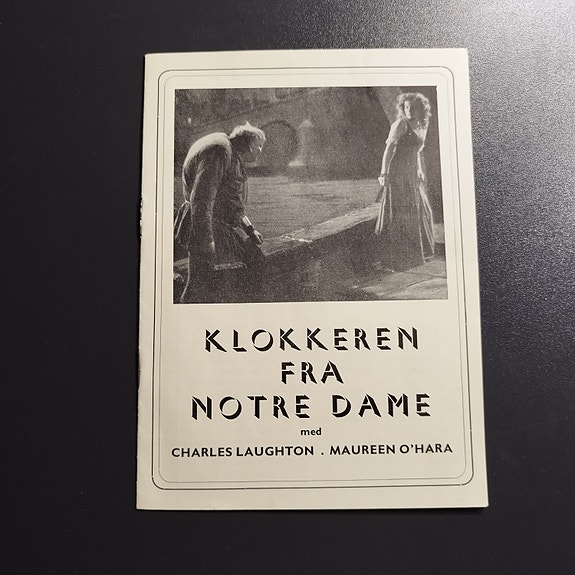 KLOKKEREN
FRA
NOTRE DAME
med
CHARLES LAUGHTON . MAUREEN O'HARA